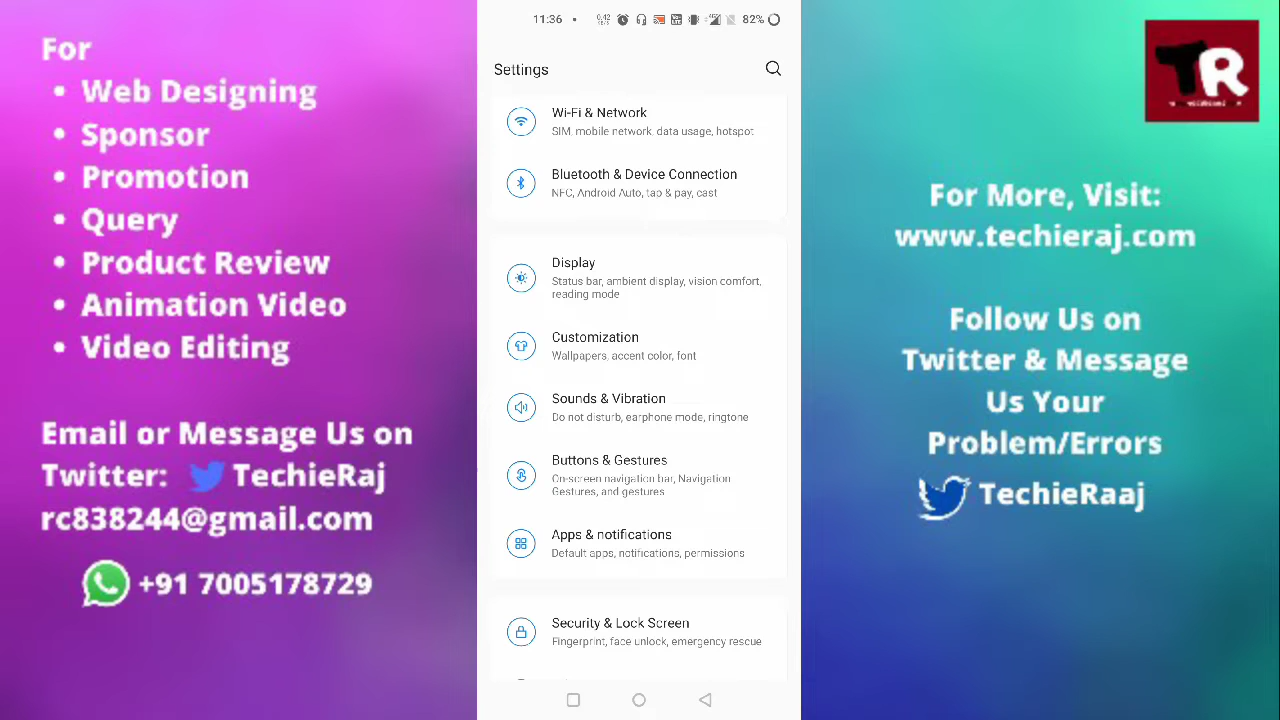 For
• Web Designing
• Sponsor
• Promotion
• Query
• Product Review
• Animation Video
• Video Editing
Email or Message Us on
Twitter: TechieRaj
rc838244@gmail.com
+91 7005178729
11:36
82%
Settings
Wi-Fi & Network
SIM, mobile network, data usage, hotspot
Bluetooth & Device Connection
NFC, Android Auto, tap & pay, cast
Display
Status bar, ambient display, vision comfort,
reading mode
Customization
Wallpapers, accent color, font
Sounds & Vibration
Do not disturb, earphone mode, ringtone
Buttons & Gestures
On-screen navigation bar, Navigation
Gestures, and gestures
Apps & notifications
Default apps, notifications, permissions
Security & Lock Screen
Fingerprint, face unlock, emergency rescue
TR
For More, Visit:
www.techieraj.com
Follow Us on
Twitter & Message
Us Your
Problem/Errors
TechieRaaj